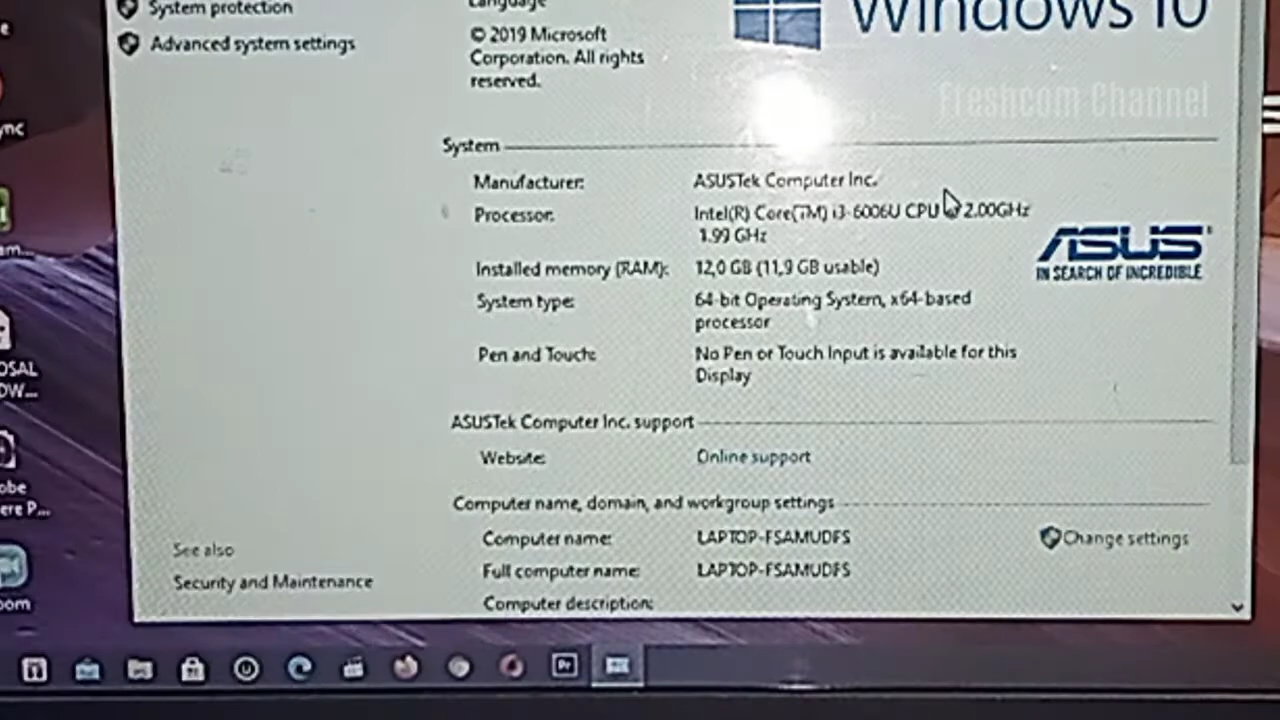 System protection
Language
Windows 10
Advanced system settings
© 2019 Microsoft
Corporation. All rights
reserved.
Freshcom Channel
System
Manufacturer:
ASUSTek Computer Inc.
Processor:
Intel(R) Core(TM) i3-6006U CPU 2.00GHz
1.99 GHz
ASUS
IN SEARCH OF INCREDIBLE
Installed memory (RAM):
12,0 GB (11,9 GB usable)
System type:
64-bit Operating System, x64-based
processor
Pen and Touch:
No Pen or Touch Input is available for this
Display
ASUSTek Computer Inc. support
Website:
Online support
Computer name, domain, and workgroup settings
Computer name:
LAPTOP-FSAMUDFS
Change settings
Full computer name:
LAPTOP-FSAMUDFS
Computer description:
See also
Security and Maintenance
Pr